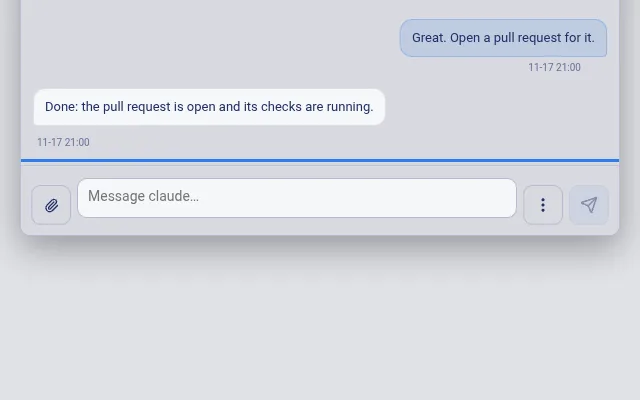 Great. Open a pull request for it.
11-17 21:00
Done: the pull request is open and its checks are running.
11-17 21:00
Message claude…